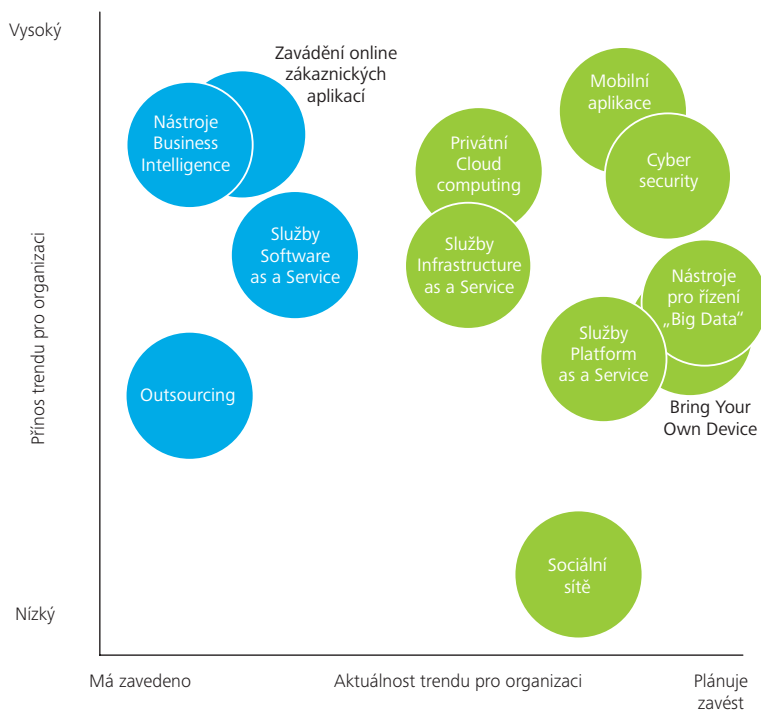 Vysoký
Zavádění online
zákaznických
aplikací
Nástroje
Business
Intelligence
Mobilní
aplikace
Privátní
Cloud
computing
Cyber
security
Služby
Software
as a Service
Služby
Infrastructure
as a Service
Nástroje
pro řízení
„Big Data“
Služby
Platform
as a Service
Outsourcing
Bring Your
Own Device
Přínos trendu pro organizaci
Sociální
sítě
Nízký
Má zavedeno
Aktuálnost trendu pro organizaci
Plánuje
zavést